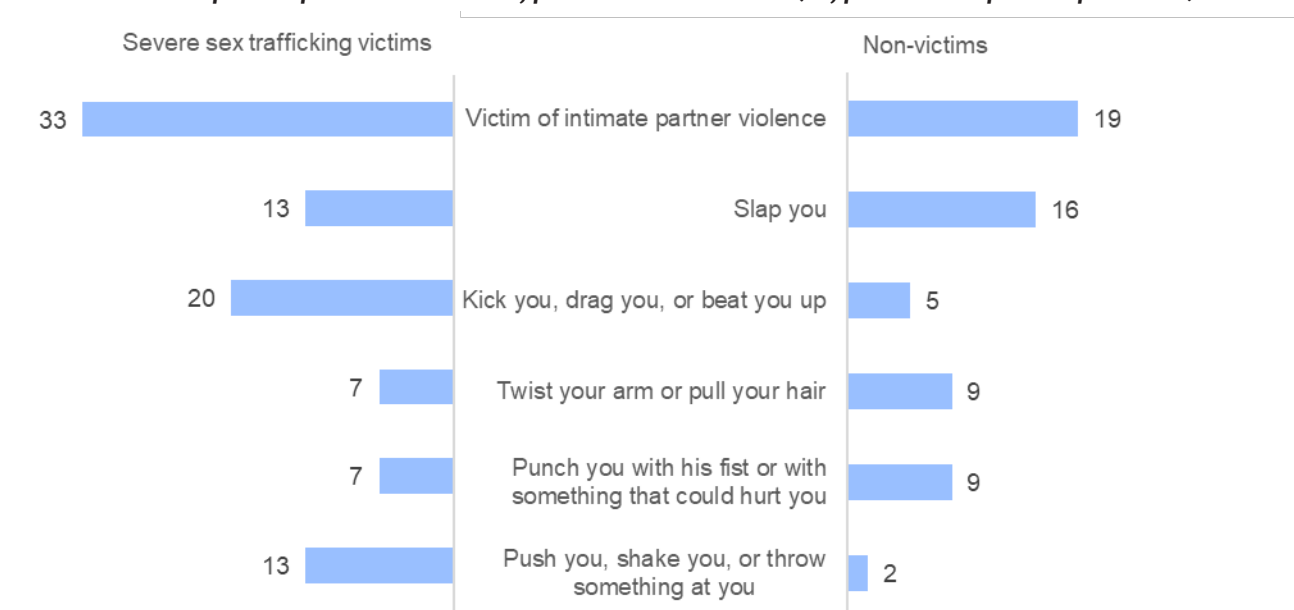 Severe sex trafficking victims
Non-victims
33
Victim of intimate partner violence
19
13
Slap you
16
20
Kick you, drag you, or beat you up
5
7
Twist your arm or pull your hair
9
7
Punch you with his fist or with
something that could hurt you
9
13
Push you, shake you, or throw
something at you
2